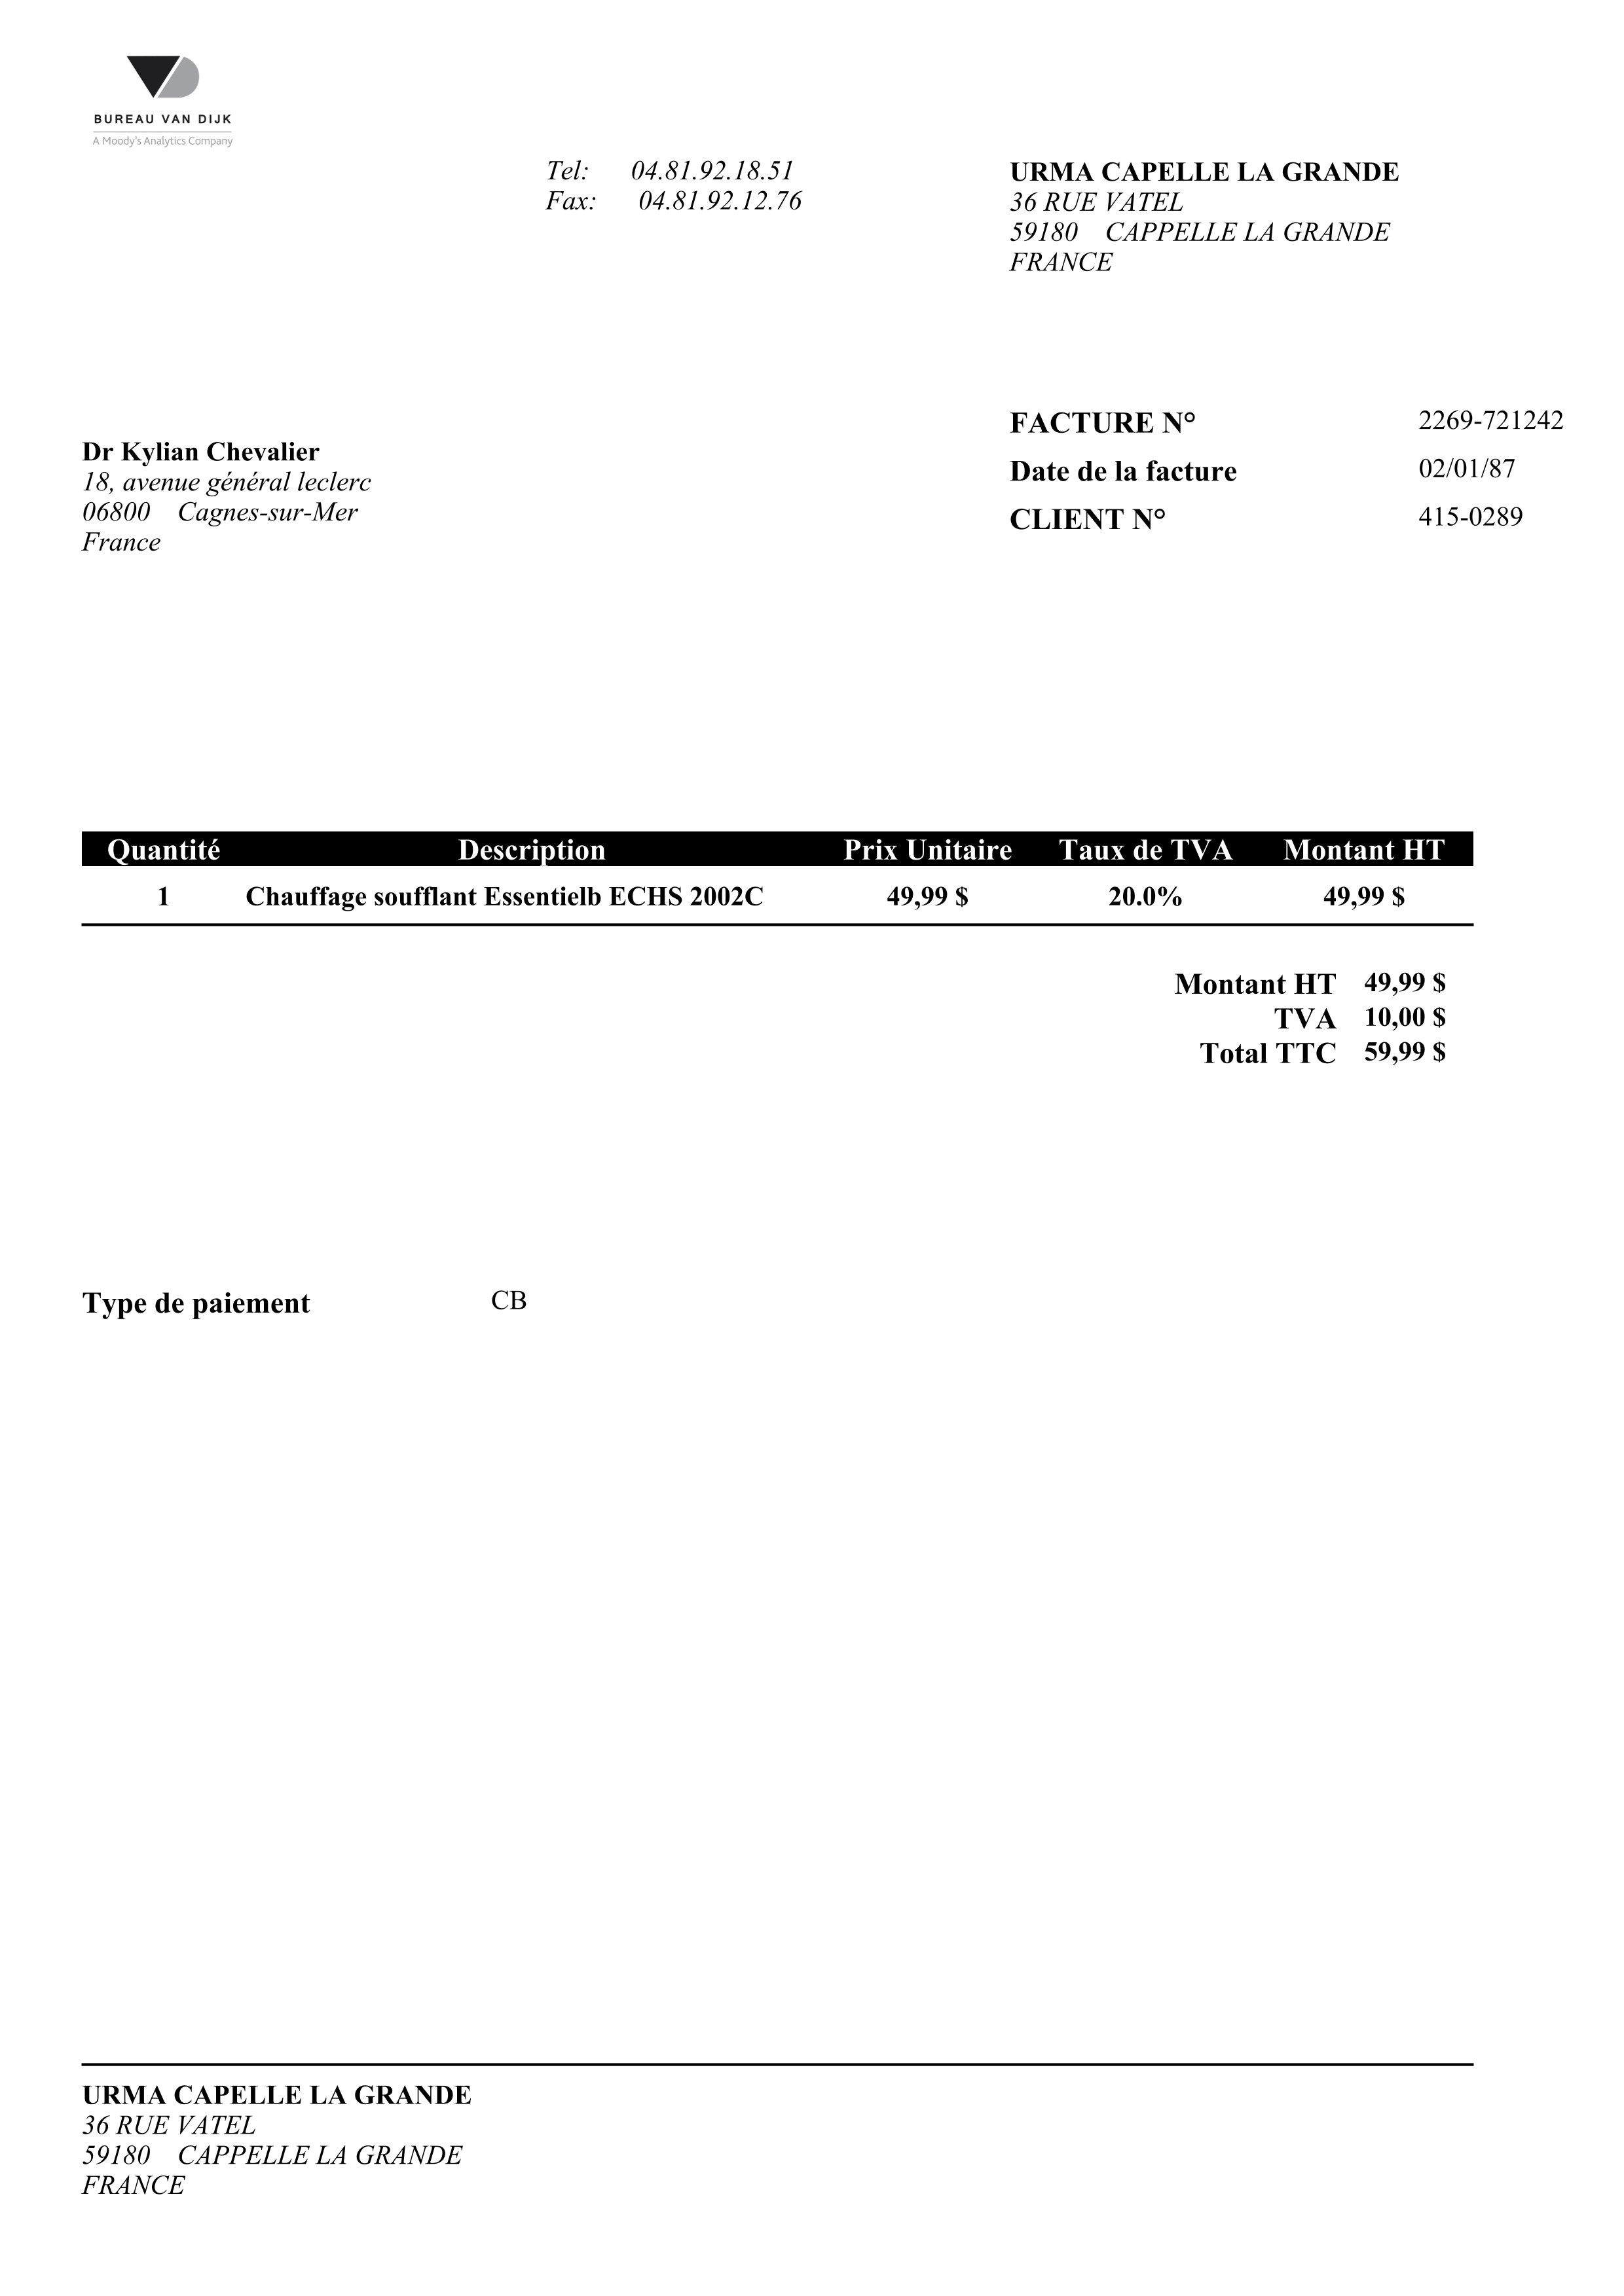 BUREAU VAN DIJK
A Moody's Analytics Company
Tel: 04.81.92.18.51
Fax: 04.81.92.12.76
URMA CAPELLE LA GRANDE
36 RUE VATEL
59180 CAPPELLE LA GRANDE
FRANCE
Dr Kylian Chevalier
18, avenue général leclerc
06800 Cagnes-sur-Mer
France
FACTURE N° 2269-721242
Date de la facture 02/01/87
CLIENT N° 415-0289
Quantité Description Prix Unitaire Taux de TVA Montant HT
1 Chauffage soufflant Essentielb ECHS 2002C 49,99 $ 20.0% 49,99 $
Montant HT 49,99 $
TVA 10,00 $
Total TTC 59,99 $
Type de paiement CB
URMA CAPELLE LA GRANDE
36 RUE VATEL
59180 CAPPELLE LA GRANDE
FRANCE